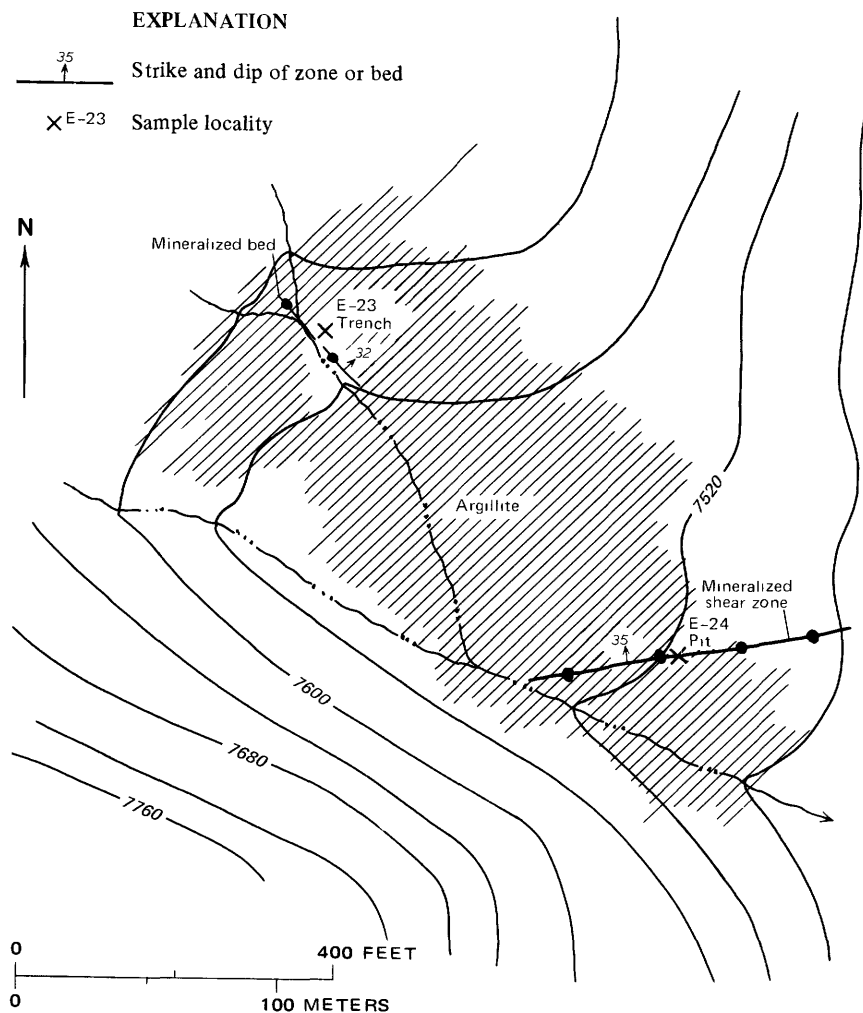 EXPLANATION
35
Strike and dip of zone or bed
E-23 Sample locality
N
Mineralized bed
E-23
Trench
32
7520
Argillite
Mineralized
shear zone
E-24
Pit
35
7600
7680
7760
0 400 FEET
0 100 METERS